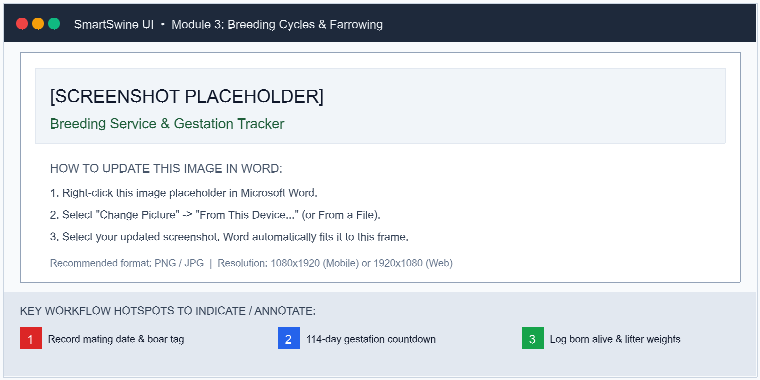 SmartSwine UI • Module 3: Breeding Cycles & Farrowing
[SCREENSHOT PLACEHOLDER]
Breeding Service & Gestation Tracker
HOW TO UPDATE THIS IMAGE IN WORD:
1. Right-click this image placeholder in Microsoft Word.
2. Select "Change Picture" -> "From This Device..." (or From a File).
3. Select your updated screenshot. Word automatically fits it to this frame.
Recommended format: PNG / JPG | Resolution: 1080x1920 (Mobile) or 1920x1080 (Web)
KEY WORKFLOW HOTSPOTS TO INDICATE / ANNOTATE:
1 Record mating date & boar tag
2 114-day gestation countdown
3 Log born alive & litter weights